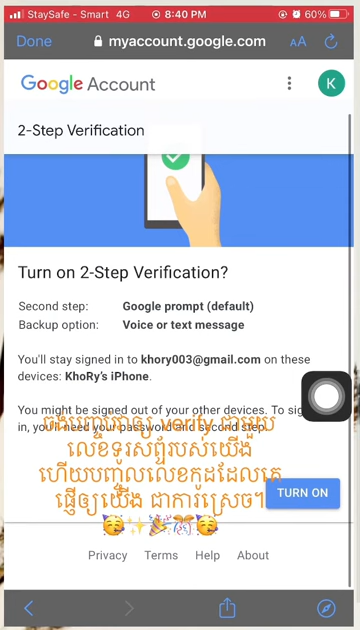 StaySafe - Smart 4G 8:40 PM 60%
Done myaccount.google.com AA
Google Account K
2-Step Verification
Turn on 2-Step Verification?
Second step: Google prompt (default)
Backup option: Voice or text message
You'll stay signed in to khory003@gmail.com on these
devices: KhoRy's iPhone.
You might be signed out of your other devices. To sign
in, you'll need your password and second step.
verify ជាមួយ
លេខទូរសព្ទ័របស់យើង
ហើយបញ្ចូលលេខកូដដែលគេ
ផ្ញើឲ្យយើង ជាការស្រេច។
🥳✨🎉🎊🥳
TURN ON
Privacy Terms Help About